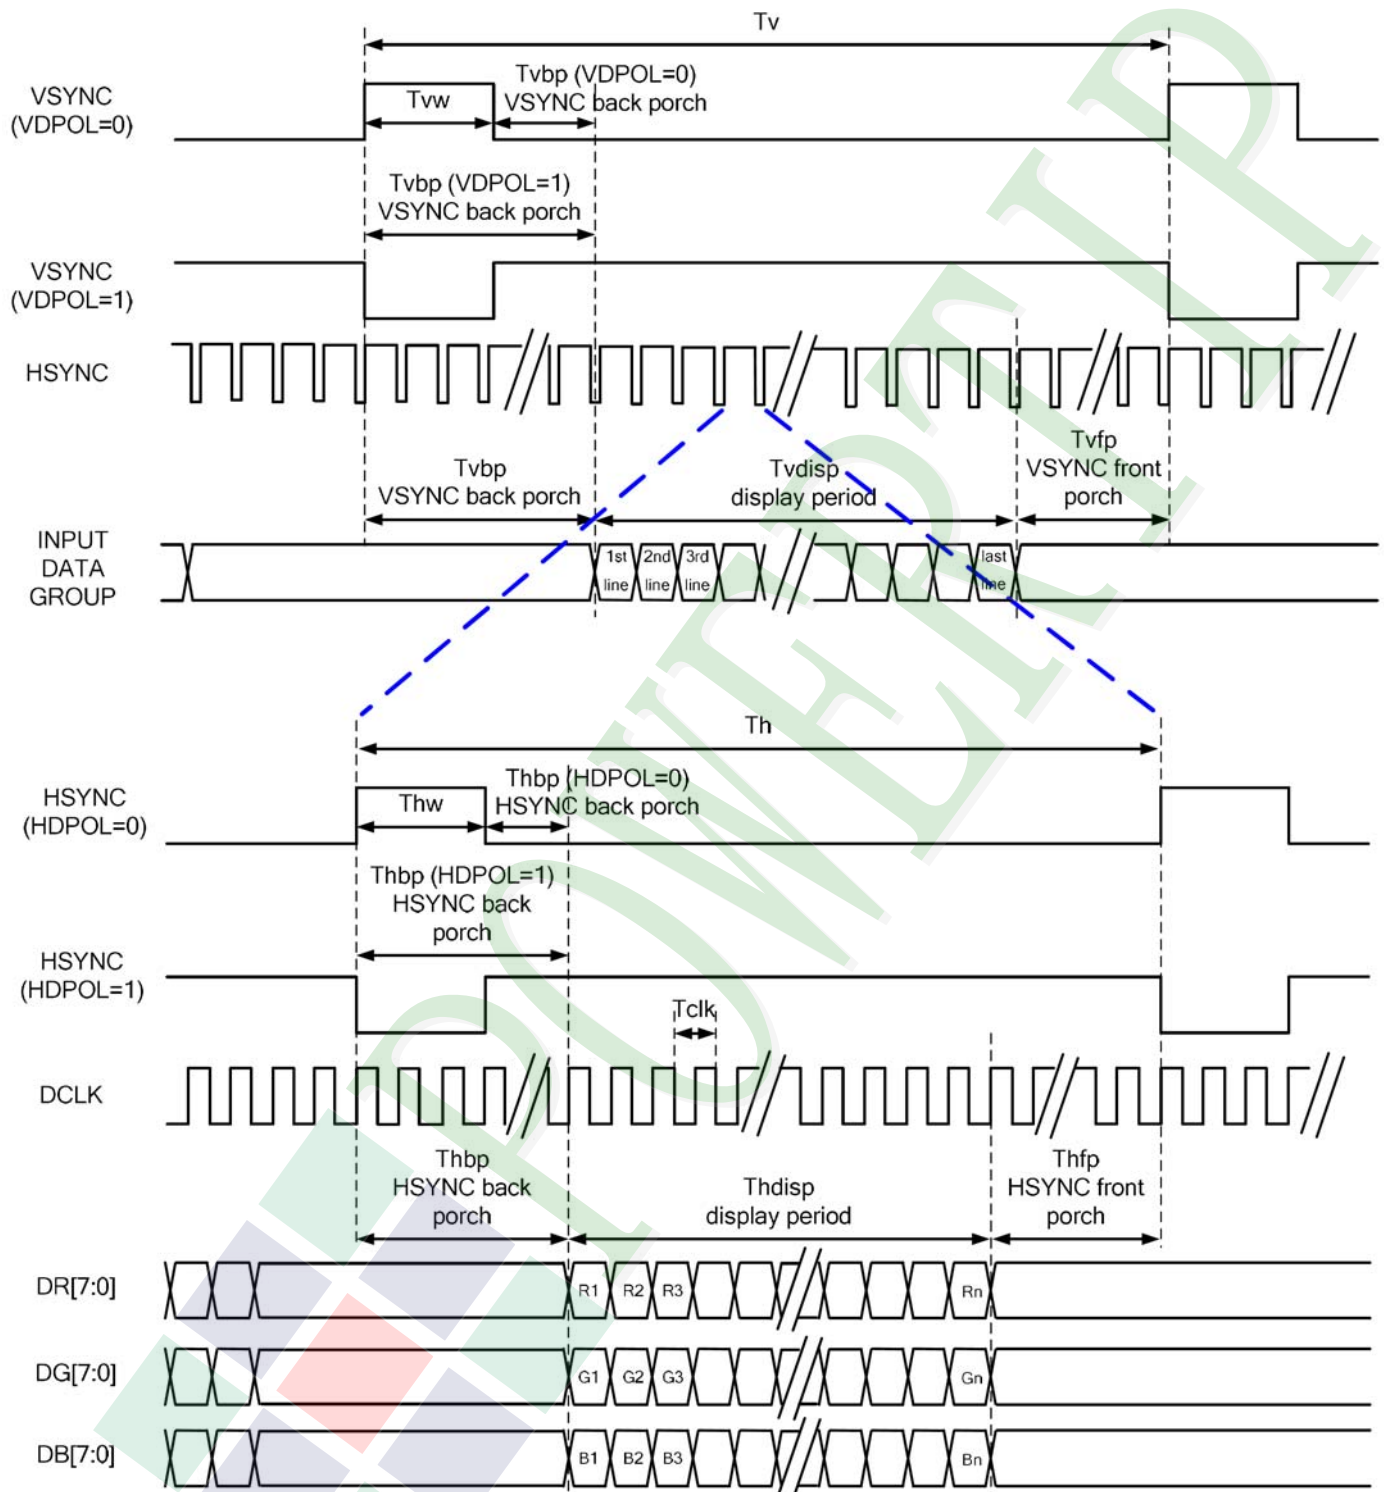 Tv
VSYNC
(VDPOL=0)
Tvw
Tvbp (VDPOL=0)
VSYNC back porch
Tvbp (VDPOL=1)
VSYNC back porch
VSYNC
(VDPOL=1)
HSYNC
Tvbp
VSYNC back porch
Tvdisp
display period
Tvfp
VSYNC front
porch
INPUT
DATA
GROUP
1st
line
2nd
line
3rd
line
last
line
Th
HSYNC
(HDPOL=0)
Thw
Thbp (HDPOL=0)
HSYNC back porch
Thbp (HDPOL=1)
HSYNC back
porch
HSYNC
(HDPOL=1)
Tclk
DCLK
Thbp
HSYNC back
porch
Thdisp
display period
Thfp
HSYNC front
porch
DR[7:0]
R1 R2 R3 Rn
DG[7:0]
G1 G2 G3 Gn
DB[7:0]
B1 B2 B3 Bn
POWERTIP